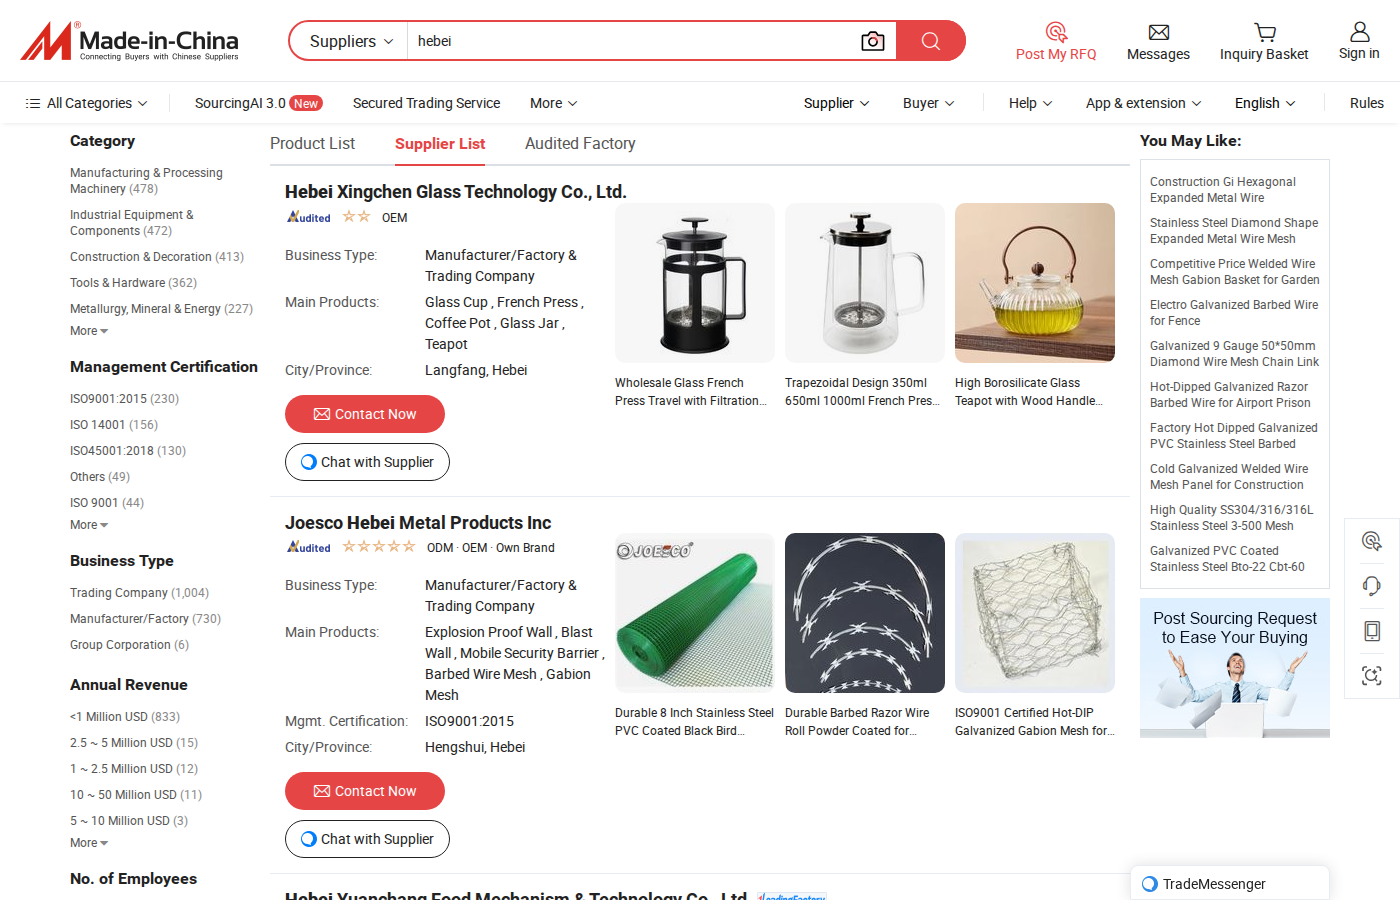 Made-in-China
Connecting Buyers with Chinese Suppliers
Suppliers
hebei
Post My RFQ
Messages
Inquiry Basket
Sign in
All Categories
SourcingAI 3.0 New
Secured Trading Service
More
Supplier
Buyer
Help
App & extension
English
Rules
Category
Manufacturing & Processing
Machinery (478)
Industrial Equipment &
Components (472)
Construction & Decoration (413)
Tools & Hardware (362)
Metallurgy, Mineral & Energy (227)
More
Management Certification
ISO9001:2015 (230)
ISO 14001 (156)
ISO45001:2018 (130)
Others (49)
ISO 9001 (44)
More
Business Type
Trading Company (1,004)
Manufacturer/Factory (730)
Group Corporation (6)
Annual Revenue
<1 Million USD (833)
2.5 ~ 5 Million USD (15)
1 ~ 2.5 Million USD (12)
10 ~ 50 Million USD (11)
5 ~ 10 Million USD (3)
More
No. of Employees
Product List
Supplier List
Audited Factory
Hebei Xingchen Glass Technology Co., Ltd.
Audited
OEM
Business Type:
Manufacturer/Factory &
Trading Company
Main Products:
Glass Cup , French Press ,
Coffee Pot , Glass Jar ,
Teapot
City/Province:
Langfang, Hebei
Contact Now
Chat with Supplier
Wholesale Glass French
Press Travel with Filtration...
Trapezoidal Design 350ml
650ml 1000ml French Pres...
High Borosilicate Glass
Teapot with Wood Handle...
Joesco Hebei Metal Products Inc
Audited
ODM · OEM · Own Brand
Business Type:
Manufacturer/Factory &
Trading Company
Main Products:
Explosion Proof Wall , Blast
Wall , Mobile Security Barrier ,
Barbed Wire Mesh , Gabion
Mesh
Mgmt. Certification:
ISO9001:2015
City/Province:
Hengshui, Hebei
Contact Now
Chat with Supplier
JOESCO
Durable 8 Inch Stainless Steel
PVC Coated Black Bird...
Durable Barbed Razor Wire
Roll Powder Coated for...
ISO9001 Certified Hot-DIP
Galvanized Gabion Mesh for...
Hebei Yuanchang Food Mechanism & Technology Co., Ltd.
LeadingFactory
You May Like:
Construction Gi Hexagonal
Expanded Metal Wire
Stainless Steel Diamond Shape
Expanded Metal Wire Mesh
Competitive Price Welded Wire
Mesh Gabion Basket for Garden
Electro Galvanized Barbed Wire
for Fence
Galvanized 9 Gauge 50*50mm
Diamond Wire Mesh Chain Link
Hot-Dipped Galvanized Razor
Barbed Wire for Airport Prison
Factory Hot Dipped Galvanized
PVC Stainless Steel Barbed
Cold Galvanized Welded Wire
Mesh Panel for Construction
High Quality SS304/316/316L
Stainless Steel 3-500 Mesh
Galvanized PVC Coated
Stainless Steel Bto-22 Cbt-60
Post Sourcing Request
to Ease Your Buying
TradeMessenger